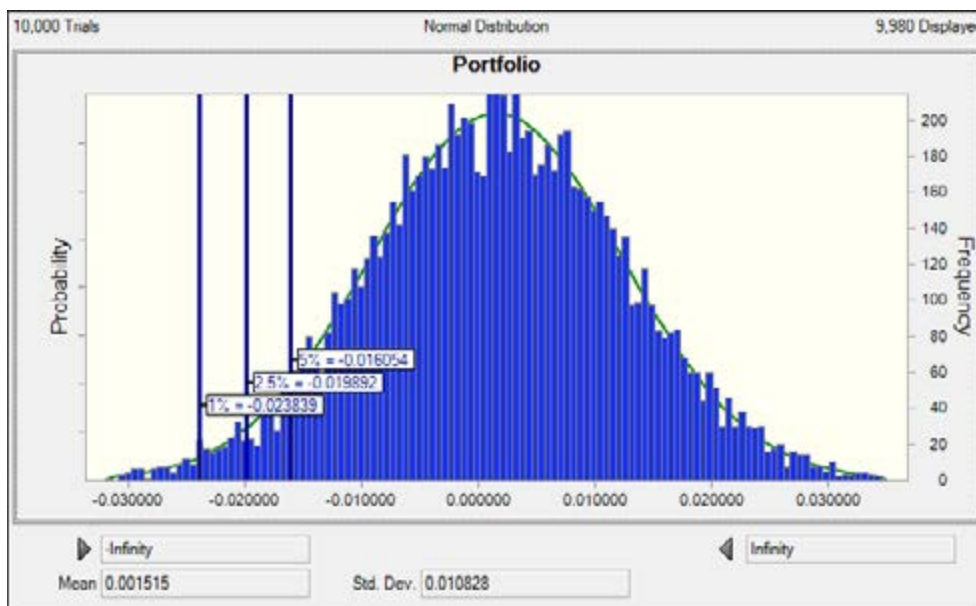 10,000 Trials Normal Distribution 9,980 Displaye
Portfolio
Probability
Frequency
200
180
160
140
120
100
80
60
40
20
0
5% = -0.016054
2.5% = -0.019892
1% = -0.023839
-0.030000 -0.020000 -0.010000 0.000000 0.010000 0.020000 0.030000
-Infinity Infinity
Mean 0.001515 Std. Dev. 0.010828